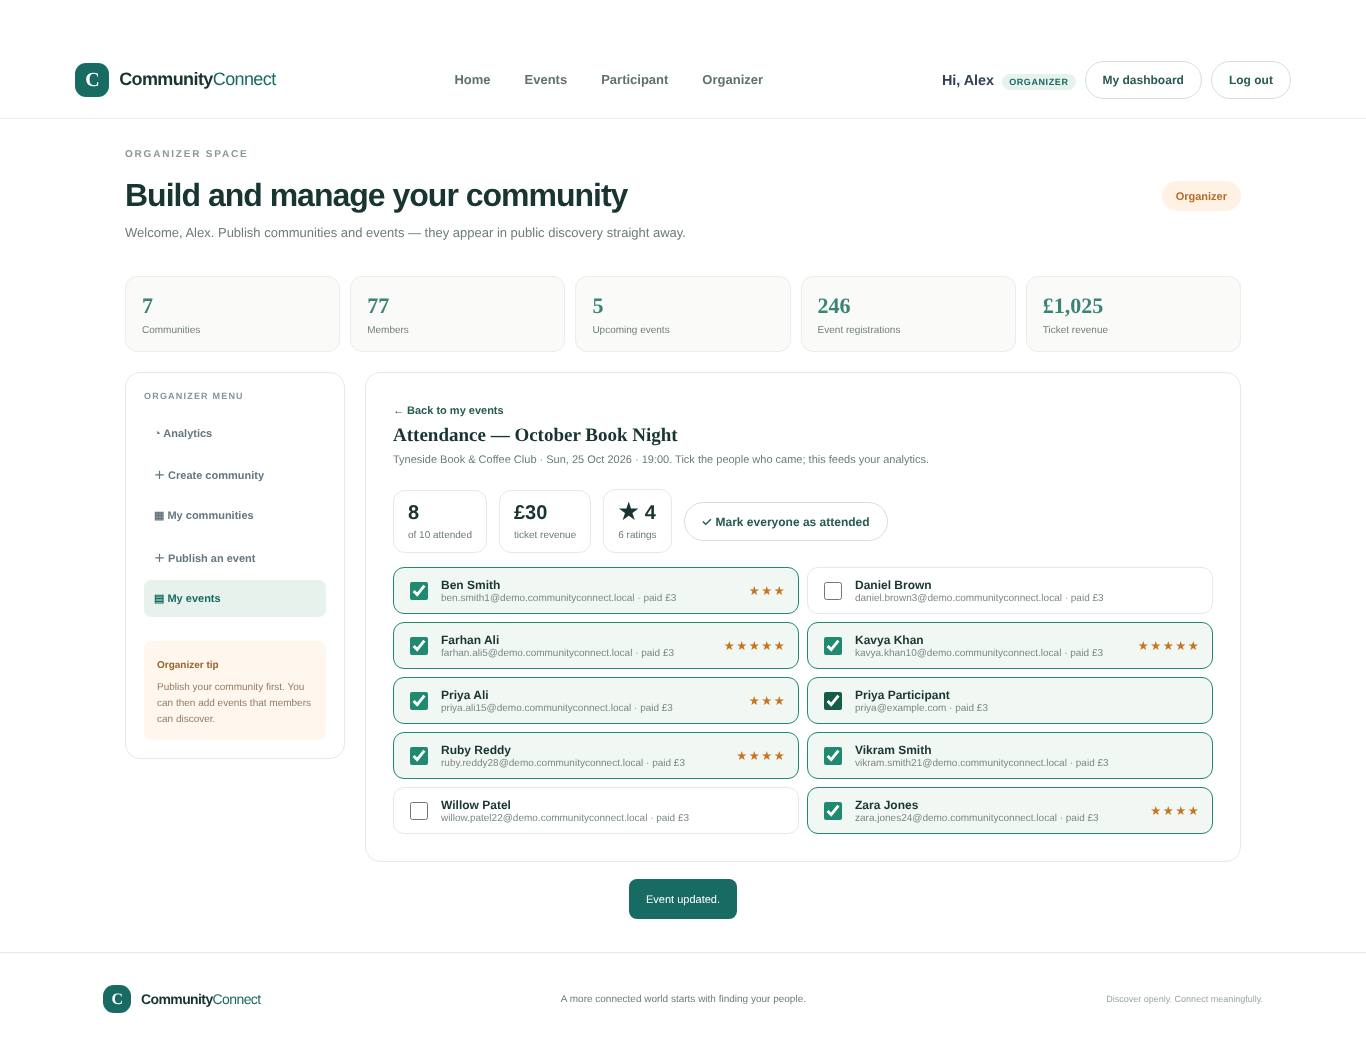 C CommunityConnect
Home Events Participant Organizer
Hi, Alex ORGANIZER My dashboard Log out
ORGANIZER SPACE
Build and manage your community
Organizer
Welcome, Alex. Publish communities and events — they appear in public discovery straight away.
7
Communities
77
Members
5
Upcoming events
246
Event registrations
£1,025
Ticket revenue
ORGANIZER MENU
Analytics
+ Create community
▦ My communities
+ Publish an event
▤ My events
Organizer tip
Publish your community first. You
can then add events that members
can discover.
← Back to my events
Attendance — October Book Night
Tyneside Book & Coffee Club · Sun, 25 Oct 2026 · 19:00. Tick the people who came; this feeds your analytics.
8
of 10 attended
£30
ticket revenue
★ 4
6 ratings
✓ Mark everyone as attended
Ben Smith
ben.smith1@demo.communityconnect.local · paid £3
★★★
Daniel Brown
daniel.brown3@demo.communityconnect.local · paid £3
Farhan Ali
farhan.ali5@demo.communityconnect.local · paid £3
★★★★★
Kavya Khan
kavya.khan10@demo.communityconnect.local · paid £3
★★★★★
Priya Ali
priya.ali15@demo.communityconnect.local · paid £3
★★★
Priya Participant
priya@example.com · paid £3
Ruby Reddy
ruby.reddy28@demo.communityconnect.local · paid £3
★★★★
Vikram Smith
vikram.smith21@demo.communityconnect.local · paid £3
Willow Patel
willow.patel22@demo.communityconnect.local · paid £3
Zara Jones
zara.jones24@demo.communityconnect.local · paid £3
★★★★
Event updated.
C CommunityConnect
A more connected world starts with finding your people.
Discover openly. Connect meaningfully.